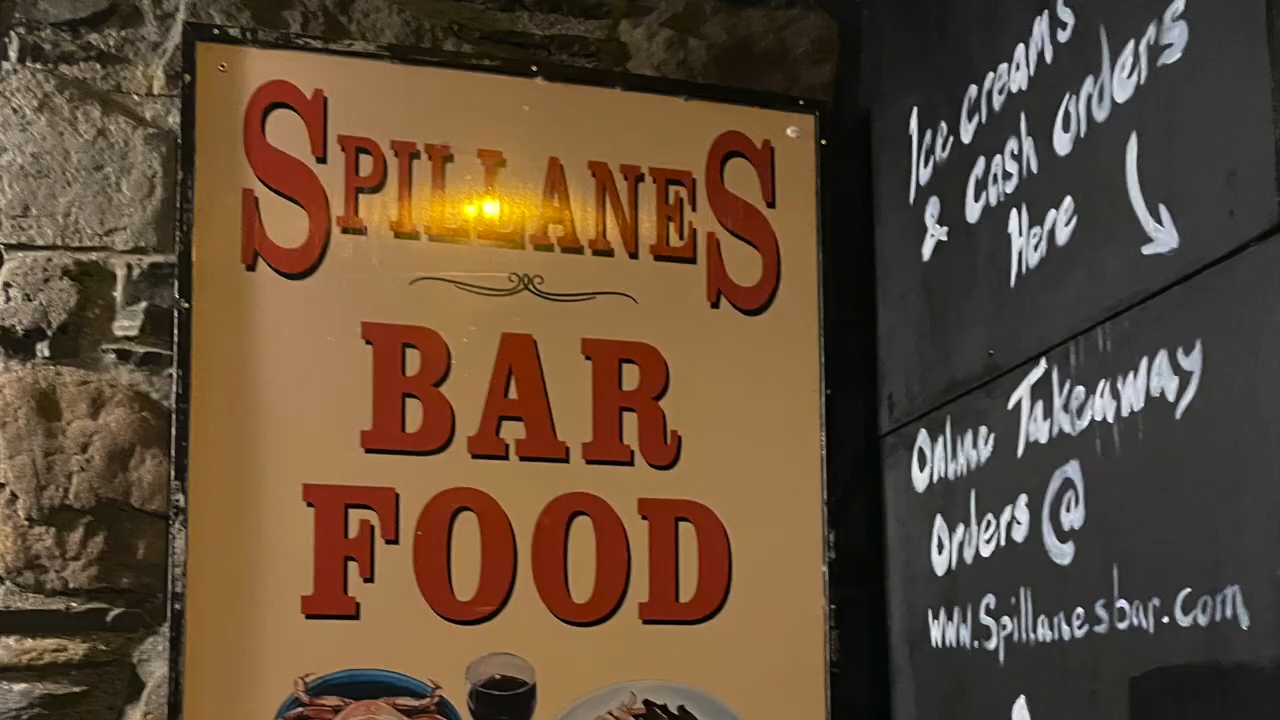 SPILLANES
BAR
FOOD
Ice creams
& Cash orders
Here
Online Takeaway
Orders @
www.Spillanesbar.com